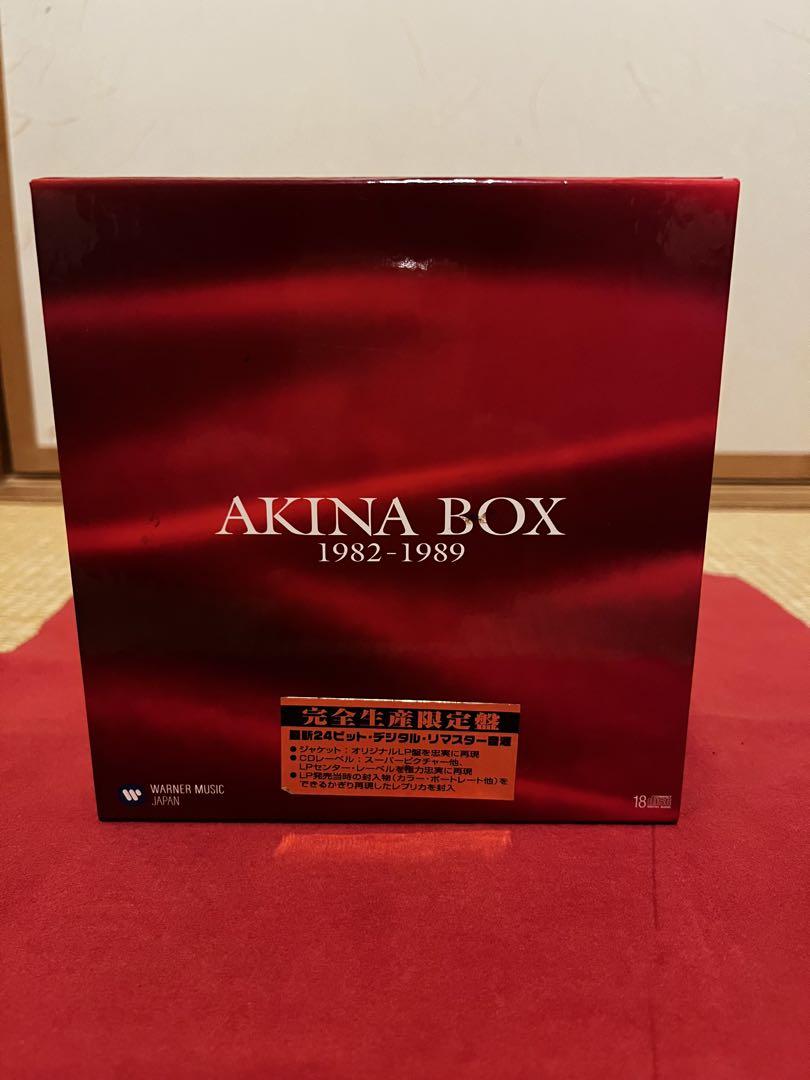 AKINA BOX
1982-1989
完全生産限定盤
最新24ビット・デジタル・リマスター音源
● ジャケット：オリジナルLP盤を忠実に再現
● CDレーベル：スーパーピクチャー他、
LPセンター・レーベルを極力忠実に再現
● LP発売当時の封入物（カラー・ポートレート他）を
できるかぎり再現したレプリカを封入
WARNER MUSIC
JAPAN
18